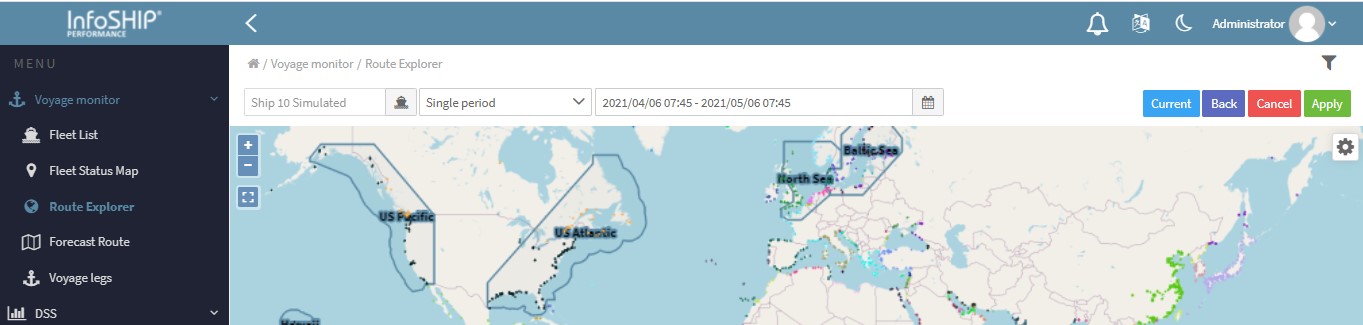 InfoSHIP®
PERFORMANCE
Administrator
MENU
/ Voyage monitor / Route Explorer
Voyage monitor
Ship 10 Simulated
Single period
2021/04/06 07:45 - 2021/05/06 07:45
Current
Back
Cancel
Apply
Fleet List
Fleet Status Map
Route Explorer
Forecast Route
Voyage legs
DSS
+
−
Baltic Sea
North Sea
US Pacific
US Atlantic
Hawaii